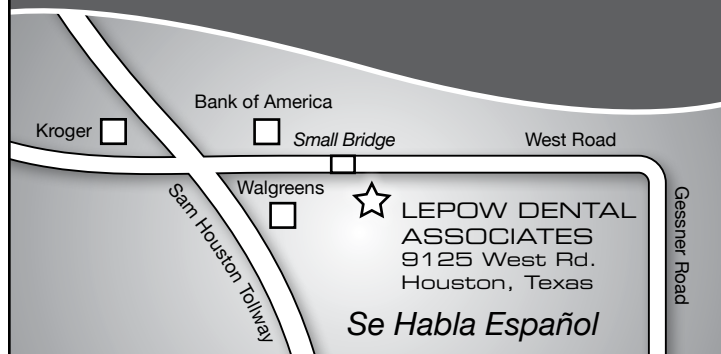 Bank of America
Kroger
Small Bridge
West Road
Walgreens
Sam Houston Tollway
Gessner Road
LEPOW DENTAL
ASSOCIATES
9125 West Rd.
Houston, Texas
Se Habla Español